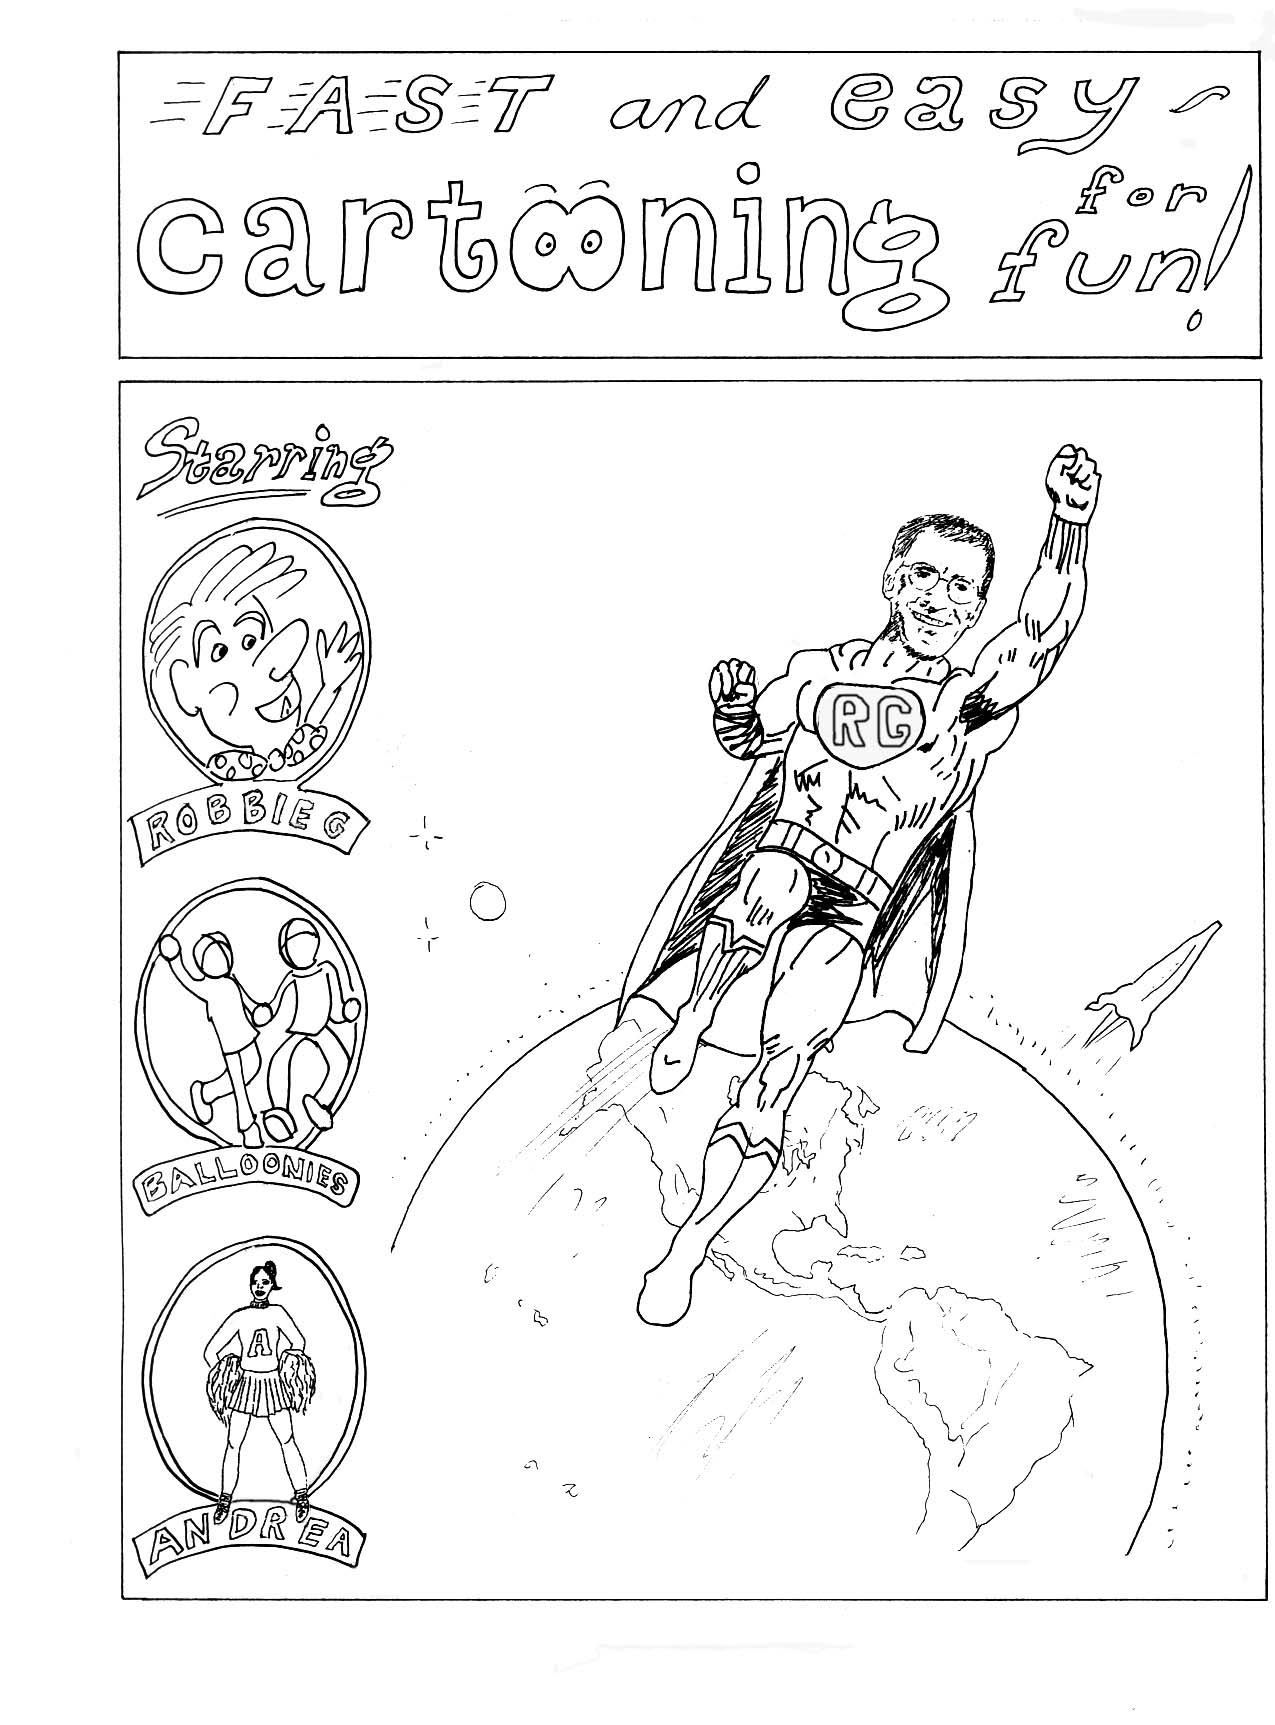 FAST and easy
cartooning for fun!
Starring
ROBBIE G
RG
BALLOONIES
A
ANDREA